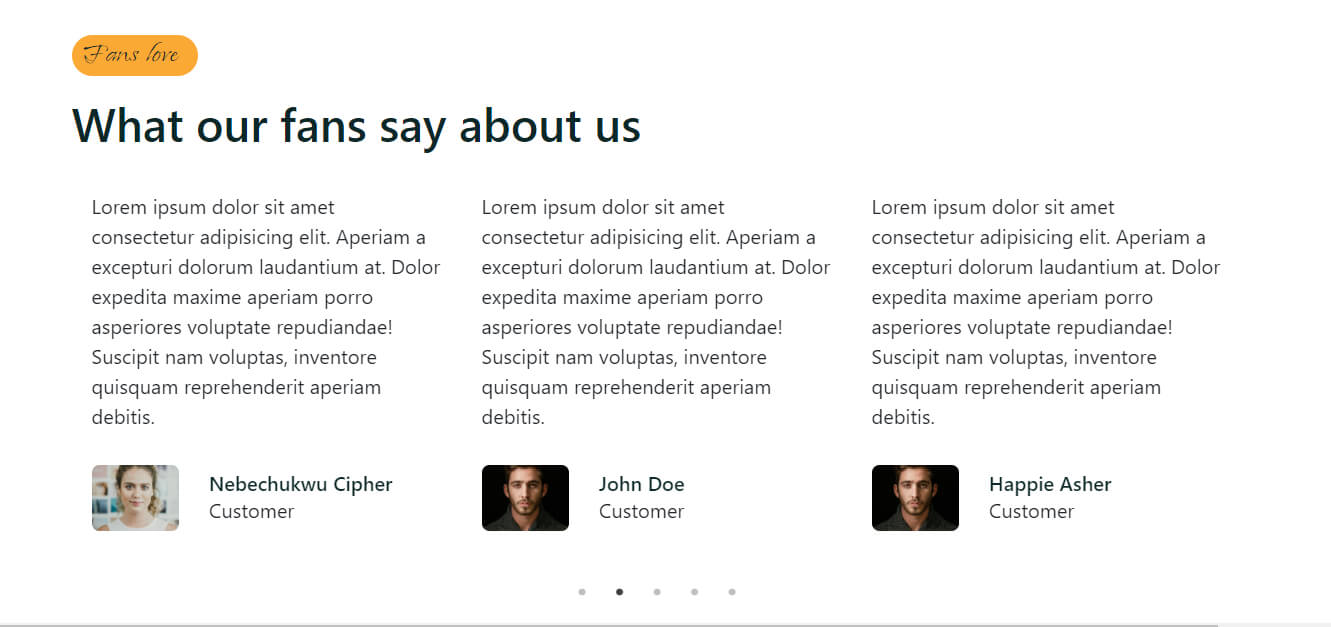 Fans love
What our fans say about us
Lorem ipsum dolor sit amet
consectetur adipisicing elit. Aperiam a
excepturi dolorum laudantium at. Dolor
expedita maxime aperiam porro
asperiores voluptate repudiandae!
Suscipit nam voluptas, inventore
quisquam reprehenderit aperiam
debitis.
Nebechukwu Cipher
Customer
Lorem ipsum dolor sit amet
consectetur adipisicing elit. Aperiam a
excepturi dolorum laudantium at. Dolor
expedita maxime aperiam porro
asperiores voluptate repudiandae!
Suscipit nam voluptas, inventore
quisquam reprehenderit aperiam
debitis.
John Doe
Customer
Lorem ipsum dolor sit amet
consectetur adipisicing elit. Aperiam a
excepturi dolorum laudantium at. Dolor
expedita maxime aperiam porro
asperiores voluptate repudiandae!
Suscipit nam voluptas, inventore
quisquam reprehenderit aperiam
debitis.
Happie Asher
Customer